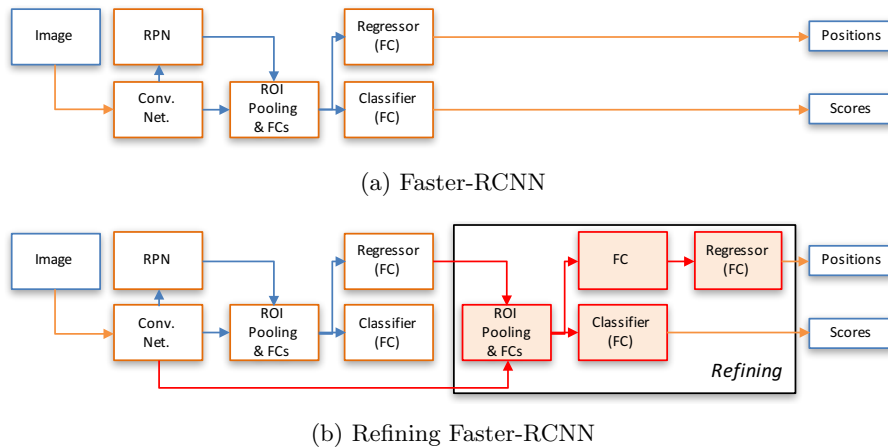 Image
RPN
Regressor
(FC)
Positions
Conv.
Net.
ROI
Pooling
& FCs
Classifier
(FC)
Scores
(a) Faster-RCNN
Image
RPN
Regressor
(FC)
FC
Regressor
(FC)
Positions
Conv.
Net.
ROI
Pooling
& FCs
Classifier
(FC)
ROI
Pooling
& FCs
Classifier
(FC)
Scores
Refining
(b) Refining Faster-RCNN